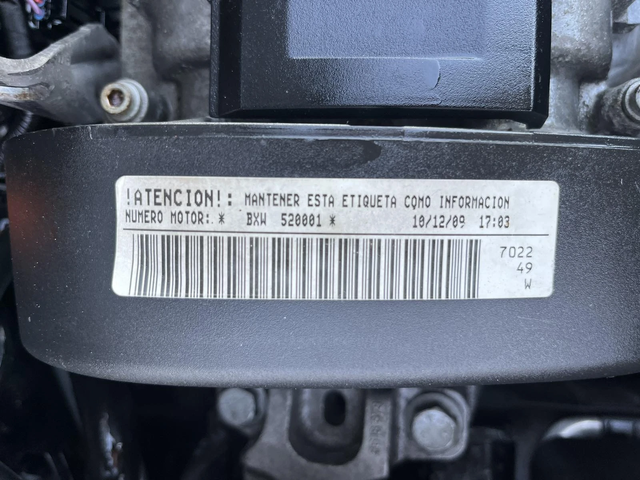 !ATENCION!: MANTENER ESTA ETIQUETA COMO INFORMACION
NUMERO MOTOR: * BXW 520001 * 10/12/09 17:03
7022
49
W